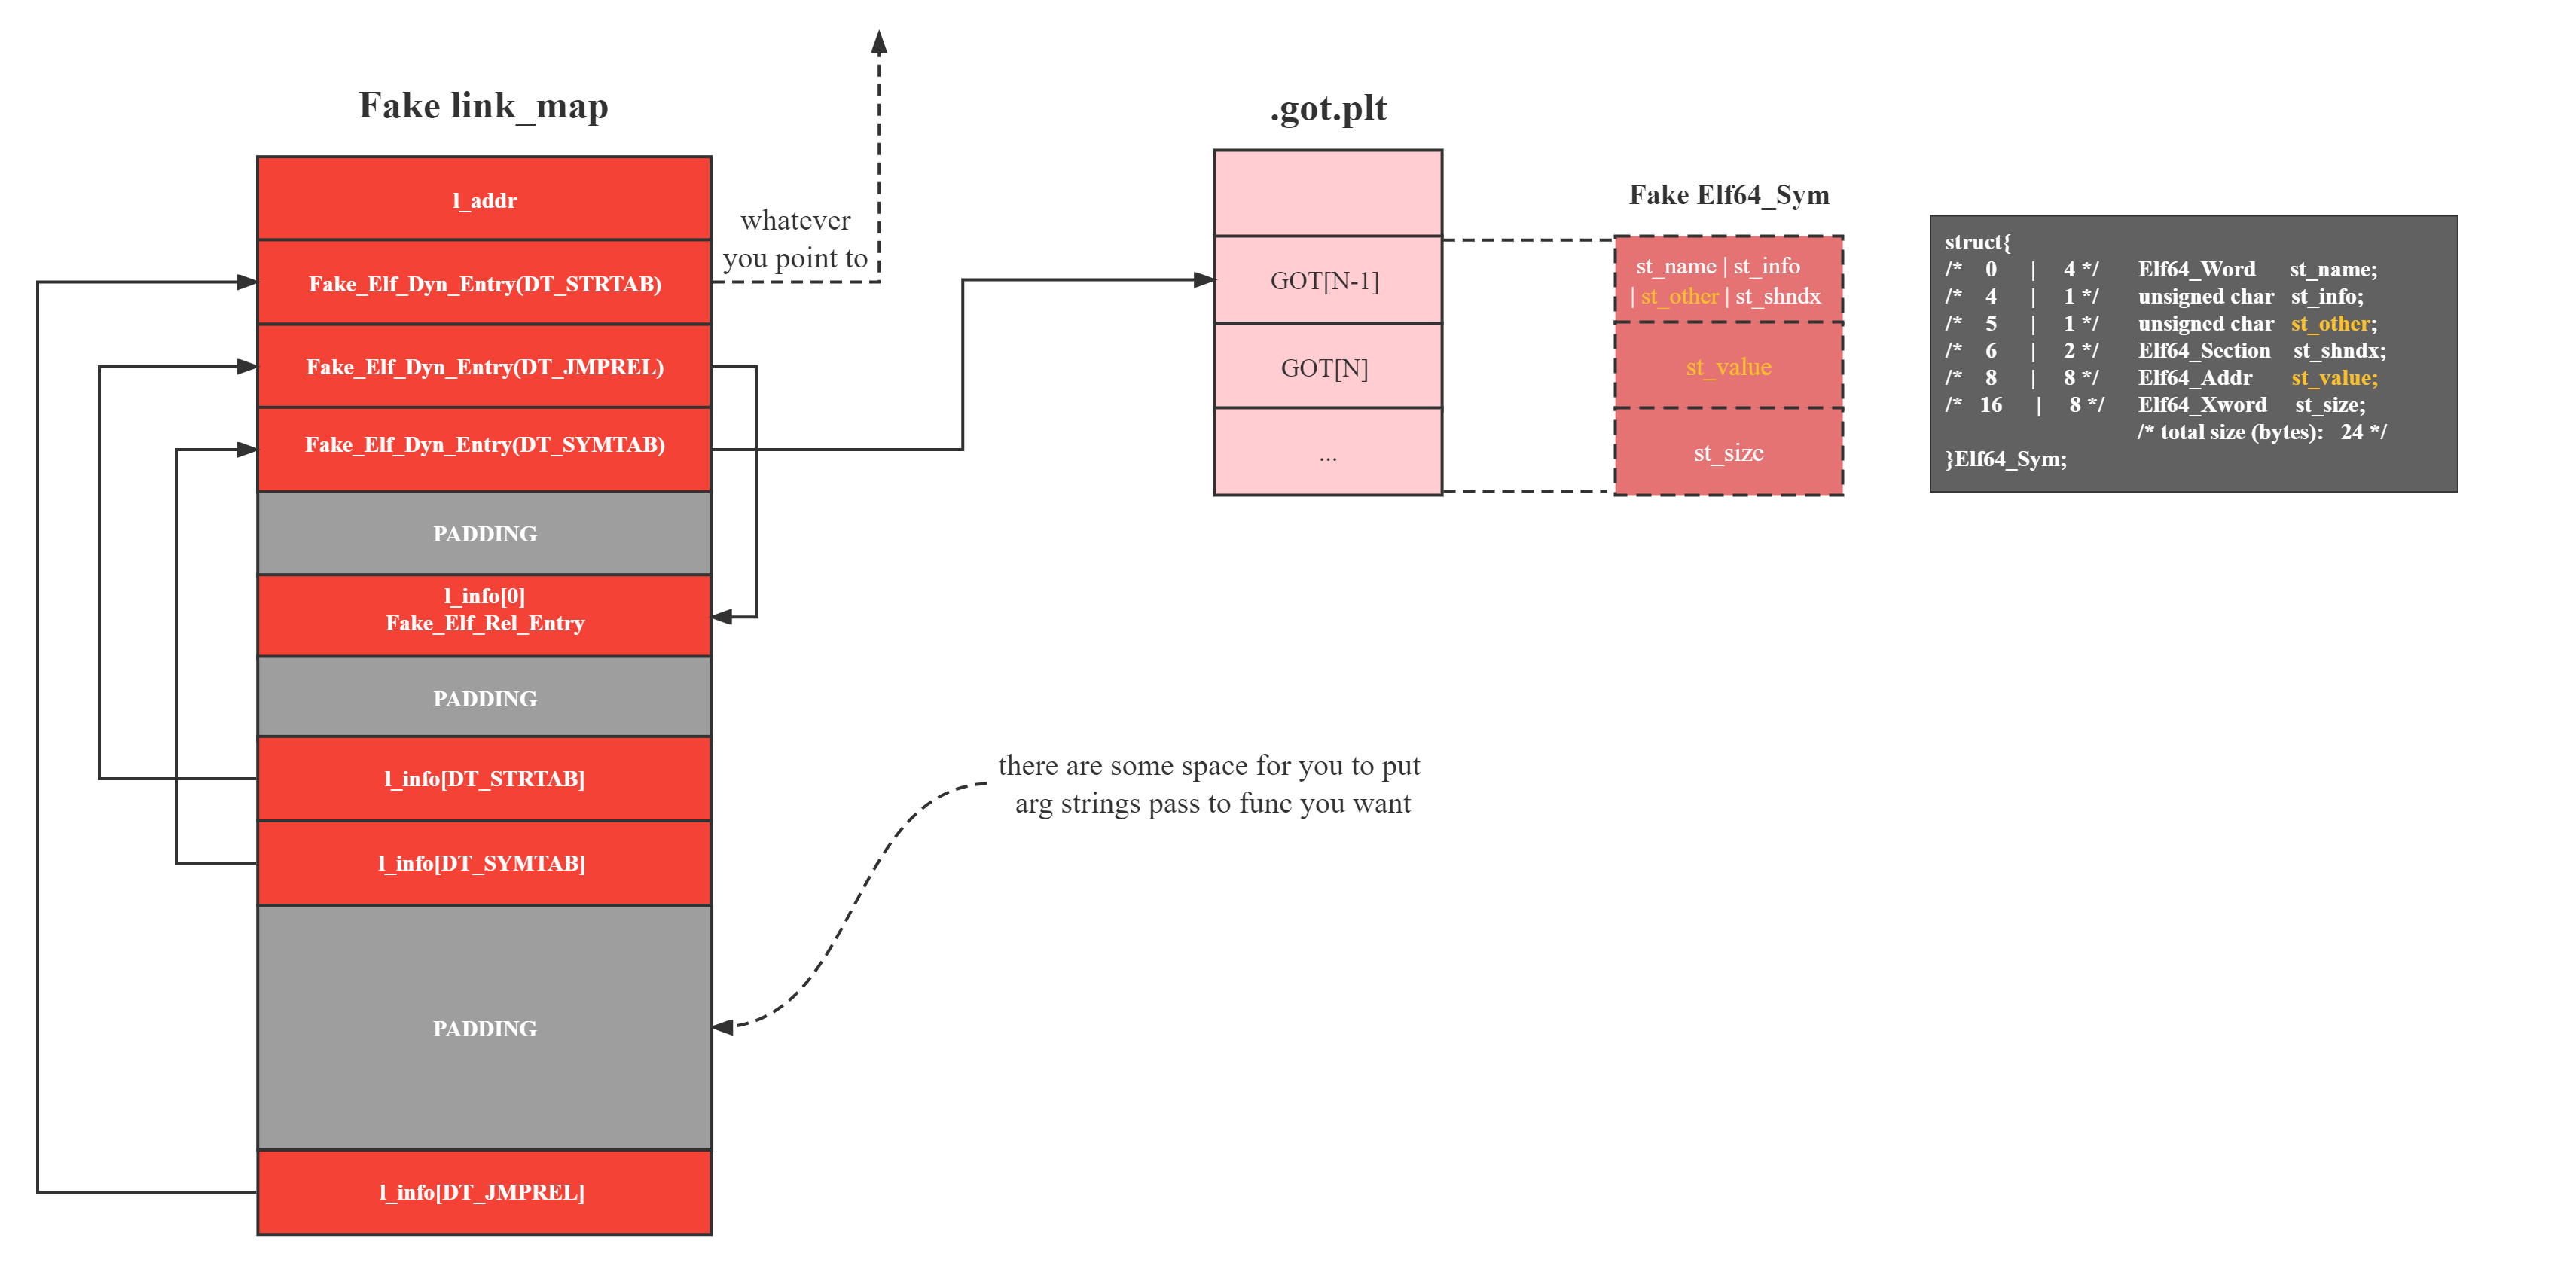 Fake link_map
l_addr
Fake_Elf_Dyn_Entry(DT_STRTAB)
Fake_Elf_Dyn_Entry(DT_JMPREL)
Fake_Elf_Dyn_Entry(DT_SYMTAB)
PADDING
l_info[0]
Fake_Elf_Rel_Entry
PADDING
l_info[DT_STRTAB]
l_info[DT_SYMTAB]
PADDING
l_info[DT_JMPREL]
whatever
you point to
there are some space for you to put
arg strings pass to func you want
.got.plt
GOT[N-1]
GOT[N]
...
Fake Elf64_Sym
st_name | st_info
| st_other | st_shndx
st_value
st_size
struct{
/* 0 | 4 */ Elf64_Word st_name;
/* 4 | 1 */ unsigned char st_info;
/* 5 | 1 */ unsigned char st_other;
/* 6 | 2 */ Elf64_Section st_shndx;
/* 8 | 8 */ Elf64_Addr st_value;
/* 16 | 8 */ Elf64_Xword st_size;
/* total size (bytes): 24 */
}Elf64_Sym;